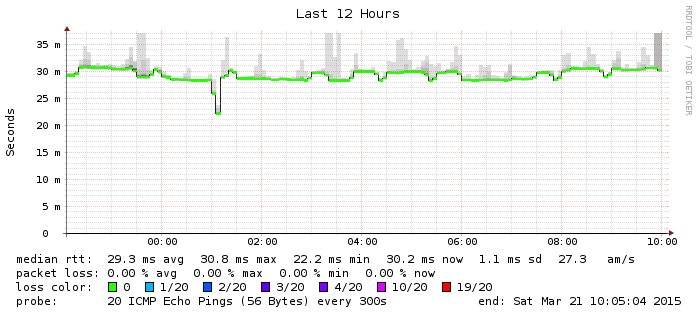 Last 12 Hours
RRDTOOL / TOBI OETIKER
Seconds
35 m
30 m
25 m
20 m
15 m
10 m
5 m
0
00:00 02:00 04:00 06:00 08:00 10:00
median rtt: 29.3 ms avg 30.8 ms max 22.2 ms min 30.2 ms now 1.1 ms sd 27.3 am/s
packet loss: 0.00 % avg 0.00 % max 0.00 % min 0.00 % now
loss color: 0 1/20 2/20 3/20 4/20 10/20 19/20
probe: 20 ICMP Echo Pings (56 Bytes) every 300s end: Sat Mar 21 10:05:04 2015